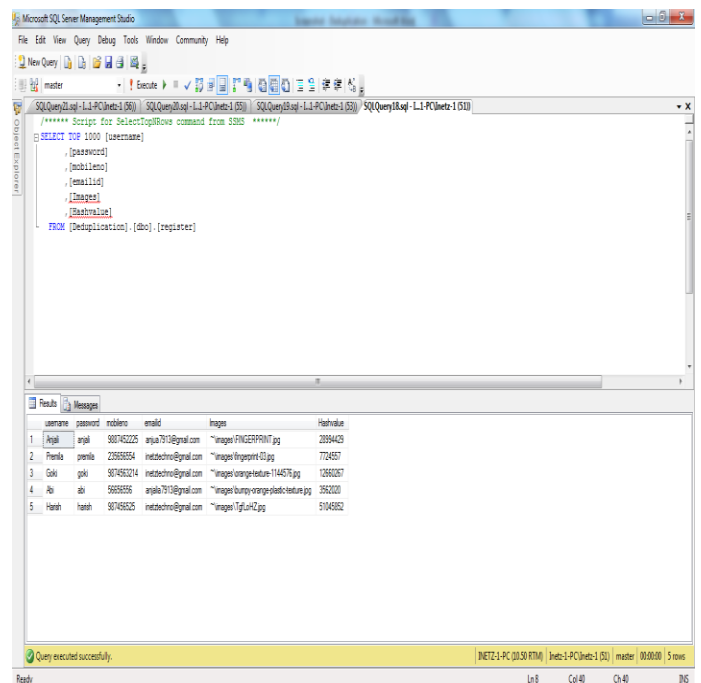 Microsoft SQL Server Management Studio
File Edit View Query Debug Tools Window Community Help
New Query
master Execute
SQLQuery21.sql - I...1-PC\Inetz-1 (56)) SQLQuery20.sql - I...1-PC\Inetz-1 (55)) SQLQuery19.sql - I...1-PC\Inetz-1 (53)) SQLQuery18.sql - I...1-PC\Inetz-1 (51))
Object Explorer
/****** Script for SelectTopNRows command from SSMS ******/
SELECT TOP 1000 [username]
,[password]
,[mobileno]
,[emailid]
,[Images]
,[Hashvalue]
FROM [Deduplication].[dbo].[register]
Results Messages
username password mobileno emailid Images Hashvalue
1 Anjali anjali 9887452225 anjua7913@gmail.com ~\images\FINGERPRINT.jpg 28994429
2 Premila premila 235656554 inetztechno@gmail.com ~\images\fingerprint-03.jpg 7724557
3 Goki goki 9874563214 inetztechno@gmail.com ~\images\orange-texture-1144576.jpg 12660267
4 Abi abi 56656556 anjalia7913@gmail.com ~\images\bumpy-orange-plastic-texture.jpg 3562020
5 Harish harish 987456525 inetztechno@gmail.com ~\images\TgfLoHZ.jpg 51045852
Query executed successfully. INETZ-1-PC (10.50 RTM) Inetz-1-PC\Inetz-1 (51) master 00:00:00 5 rows
Ready Ln 8 Col 40 Ch 40 INS